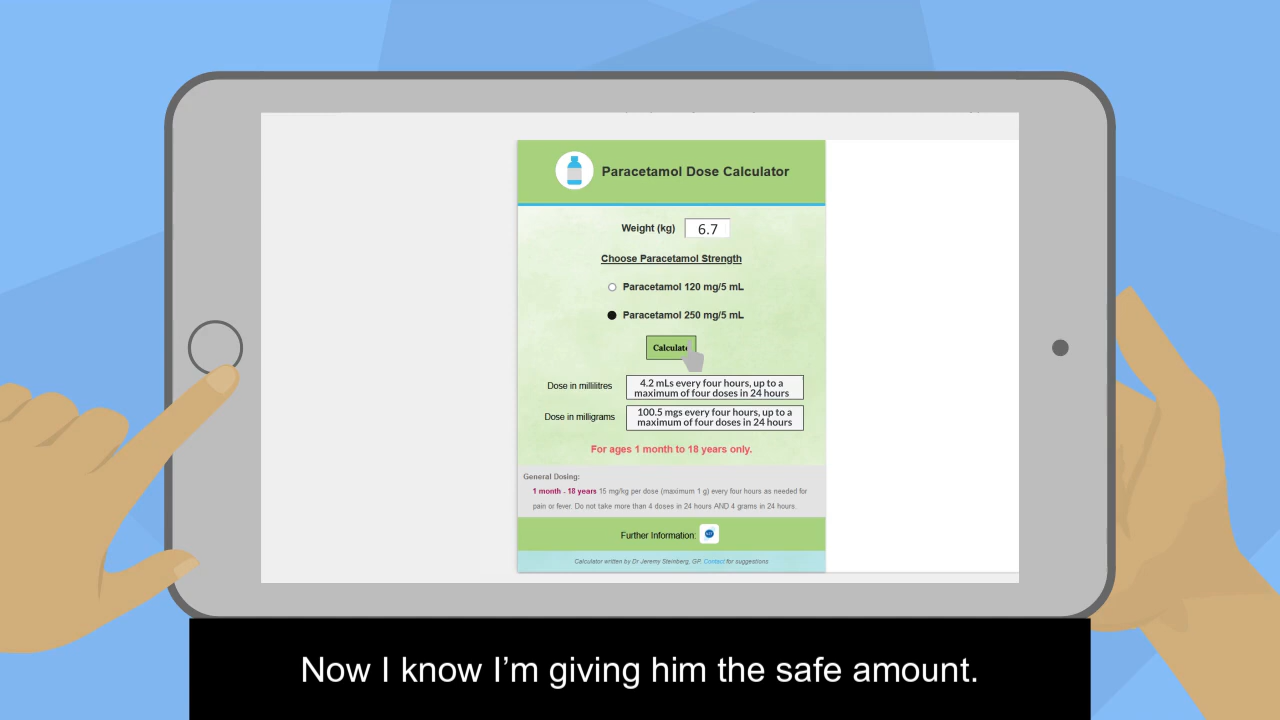 Paracetamol Dose Calculator
Weight (kg) 6.7
Choose Paracetamol Strength
Paracetamol 120 mg/5 mL
Paracetamol 250 mg/5 mL
Calculate
Dose in millilitres
4.2 mLs every four hours, up to a
maximum of four doses in 24 hours
Dose in milligrams
100.5 mgs every four hours, up to a
maximum of four doses in 24 hours
For ages 1 month to 18 years only.
General Dosing:
1 month - 18 years 15 mg/kg per dose (maximum 1 g) every four hours as needed for
pain or fever. Do not take more than 4 doses in 24 hours AND 4 grams in 24 hours.
Further Information:
Calculator written by Dr Jeremy Steinberg, GP. Contact for suggestions
Now I know I'm giving him the safe amount.